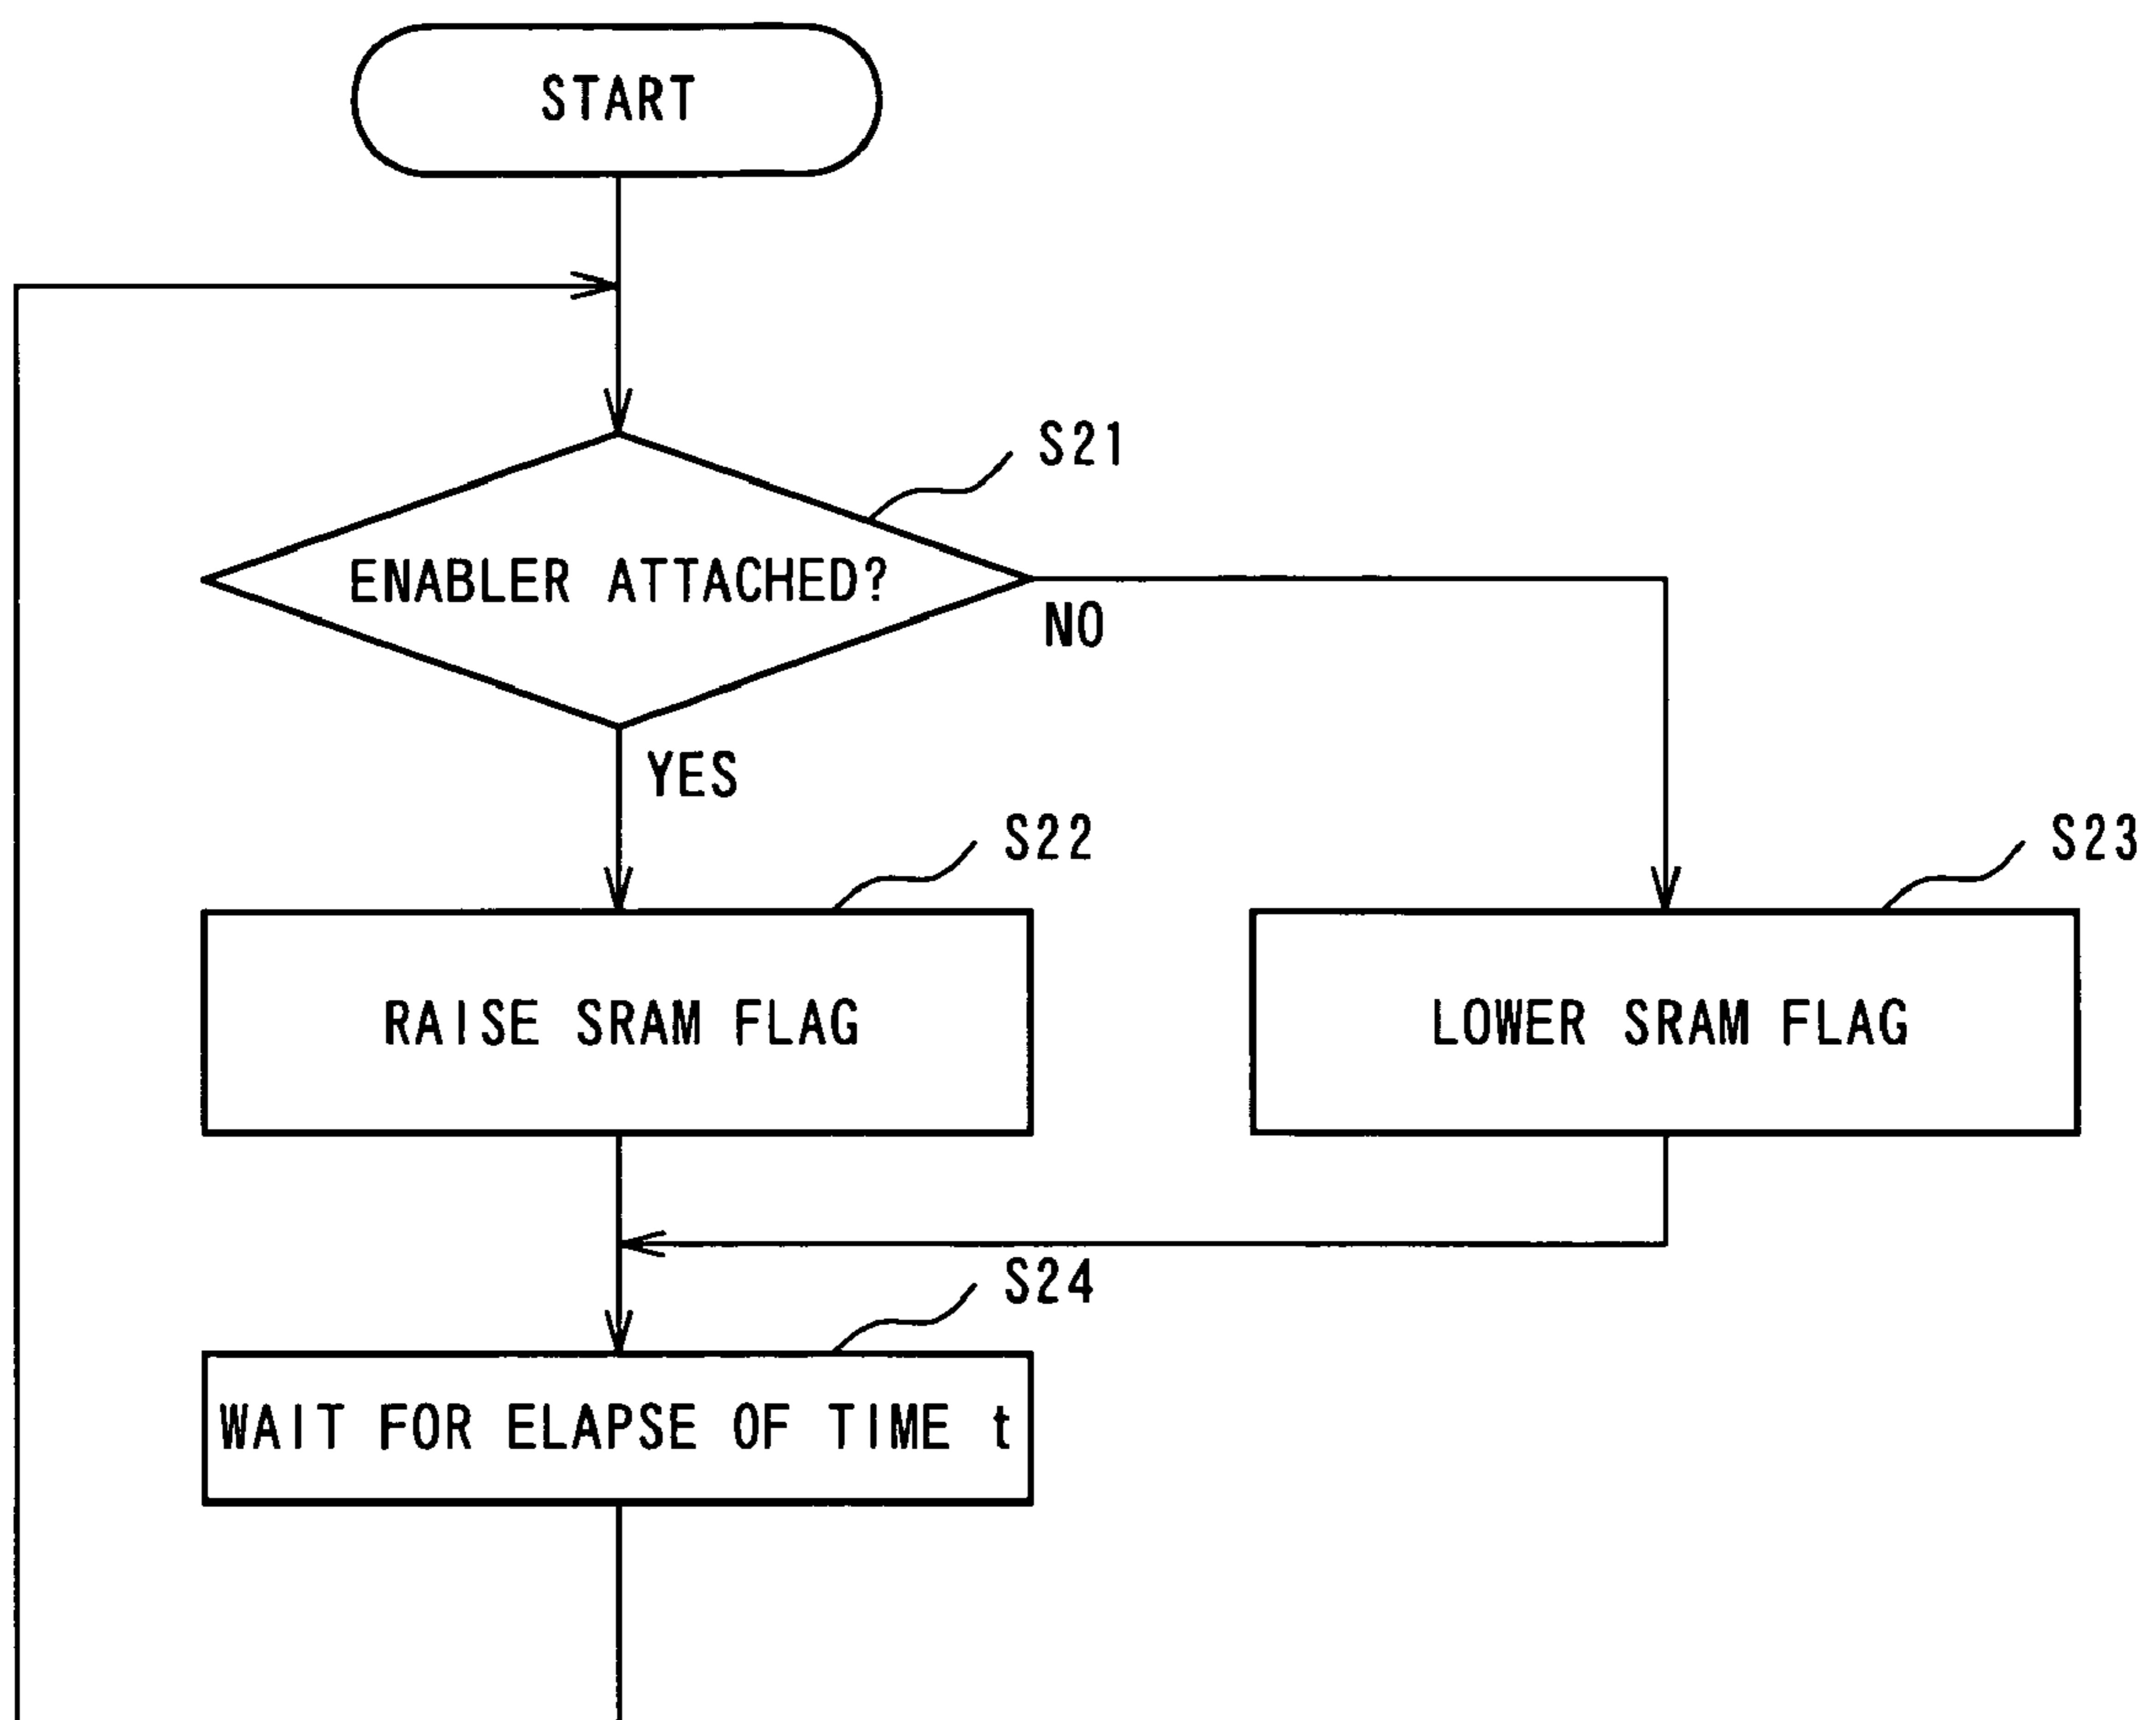 START
S21
ENABLER ATTACHED?
NO
YES
S22
S23
RAISE SRAM FLAG
LOWER SRAM FLAG
S24
WAIT FOR ELAPSE OF TIME t